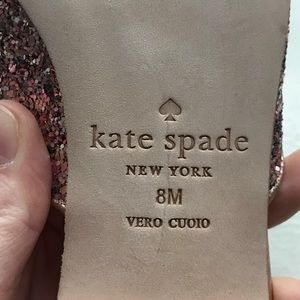 kate spade
NEW YORK
8M
VERO CUOIO